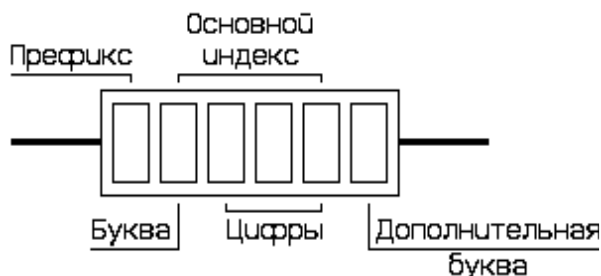 Основной
Префикс
индекс
Буква
Цифры
Дополнительная
буква